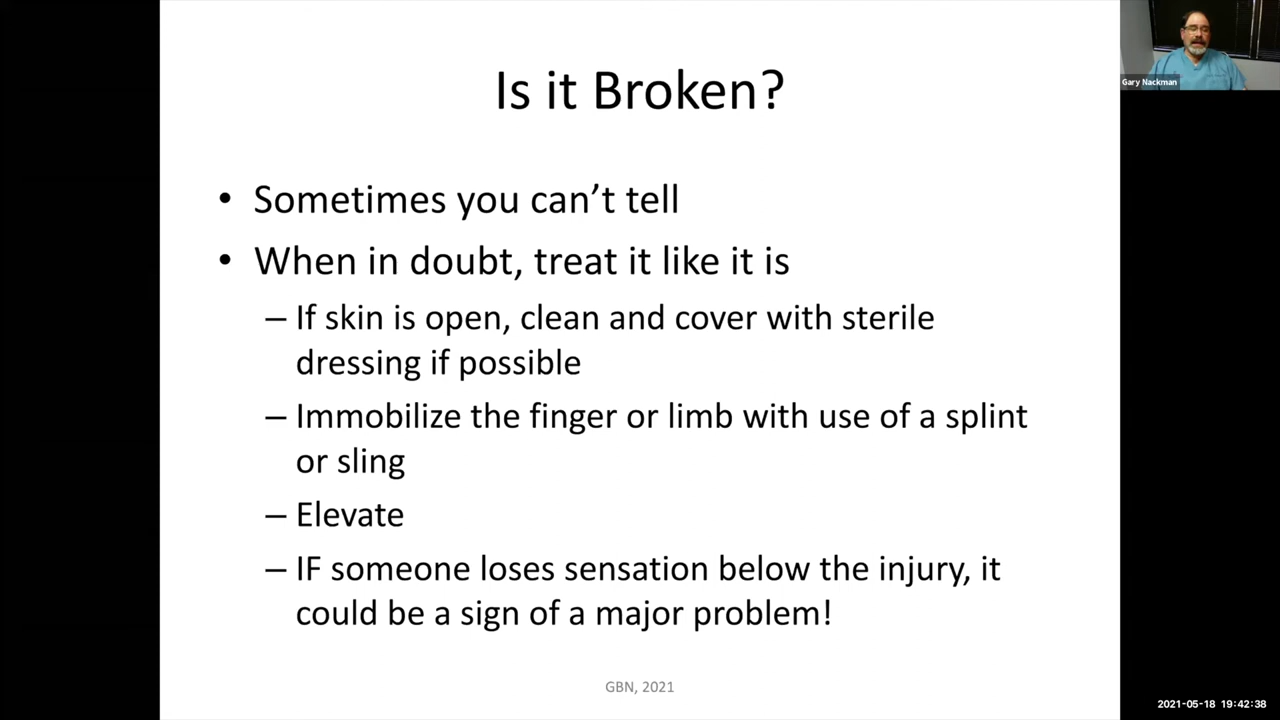 Is it Broken?
Gary Nackman
• Sometimes you can’t tell
• When in doubt, treat it like it is
– If skin is open, clean and cover with sterile
dressing if possible
– Immobilize the finger or limb with use of a splint
or sling
– Elevate
– IF someone loses sensation below the injury, it
could be a sign of a major problem!
GBN, 2021
2021-05-18 19:42:38